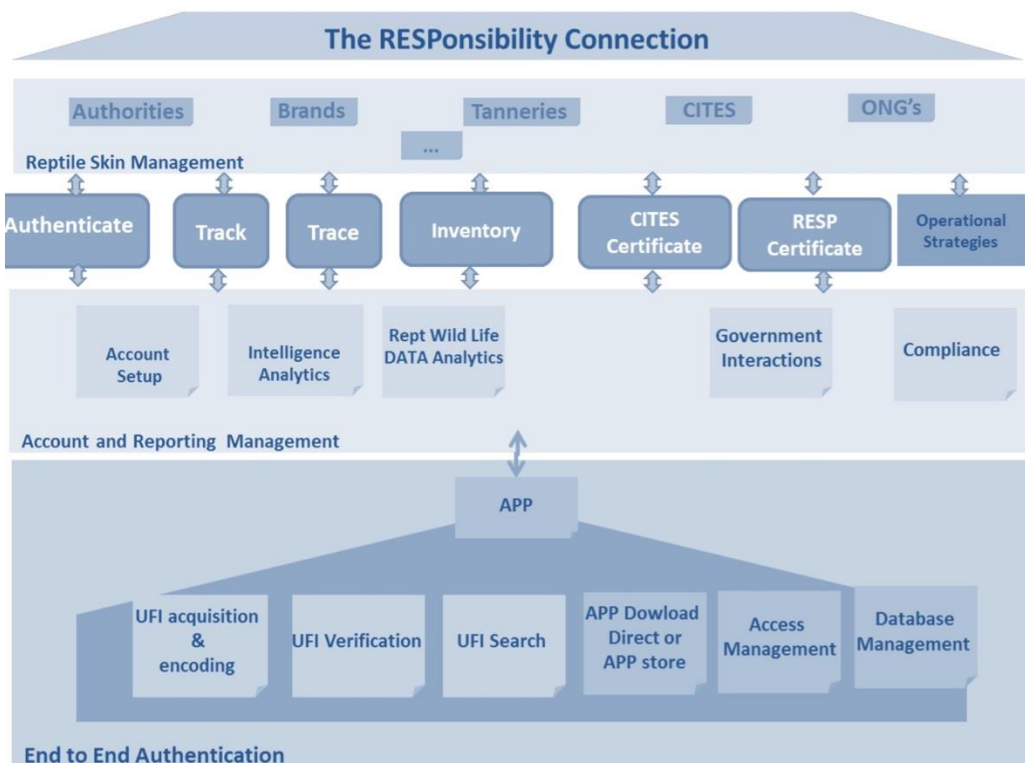 The RESPonsibility Connection
Authorities
Brands
Tanneries
CITES
ONG's
...
Reptile Skin Management
Authenticate
Track
Trace
Inventory
CITES
Certificate
RESP
Certificate
Operational
Strategies
Account
Setup
Intelligence
Analytics
Rept Wild Life
DATA Analytics
Government
Interactions
Compliance
Account and Reporting Management
APP
UFI acquisition
&
encoding
UFI Verification
UFI Search
APP Dowload
Direct or
APP store
Access
Management
Database
Management
End to End Authentication